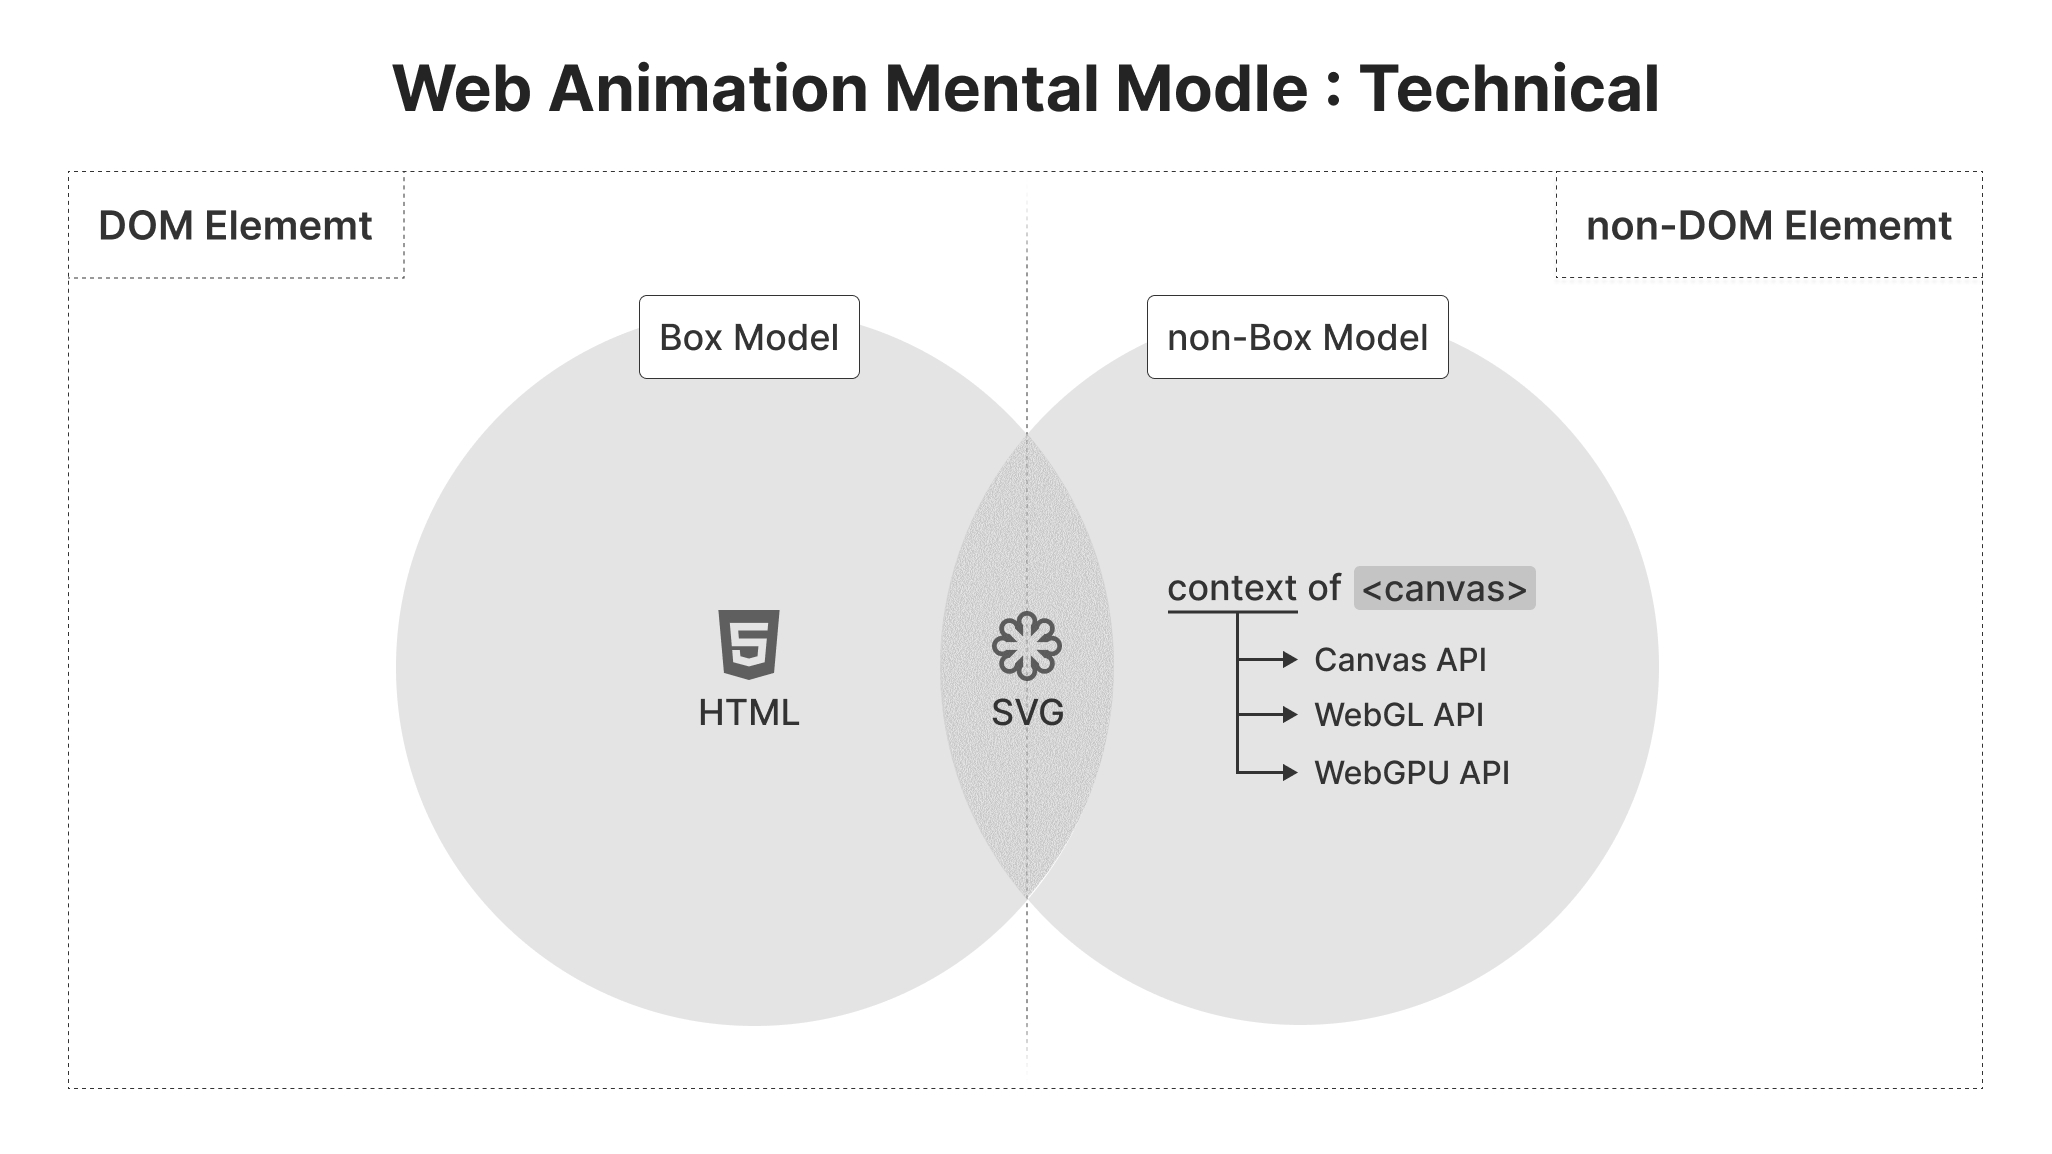 Web Animation Mental Modle : Technical
DOM Elememt
non-DOM Elememt
Box Model
non-Box Model
HTML
SVG
context of <canvas>
Canvas API
WebGL API
WebGPU API